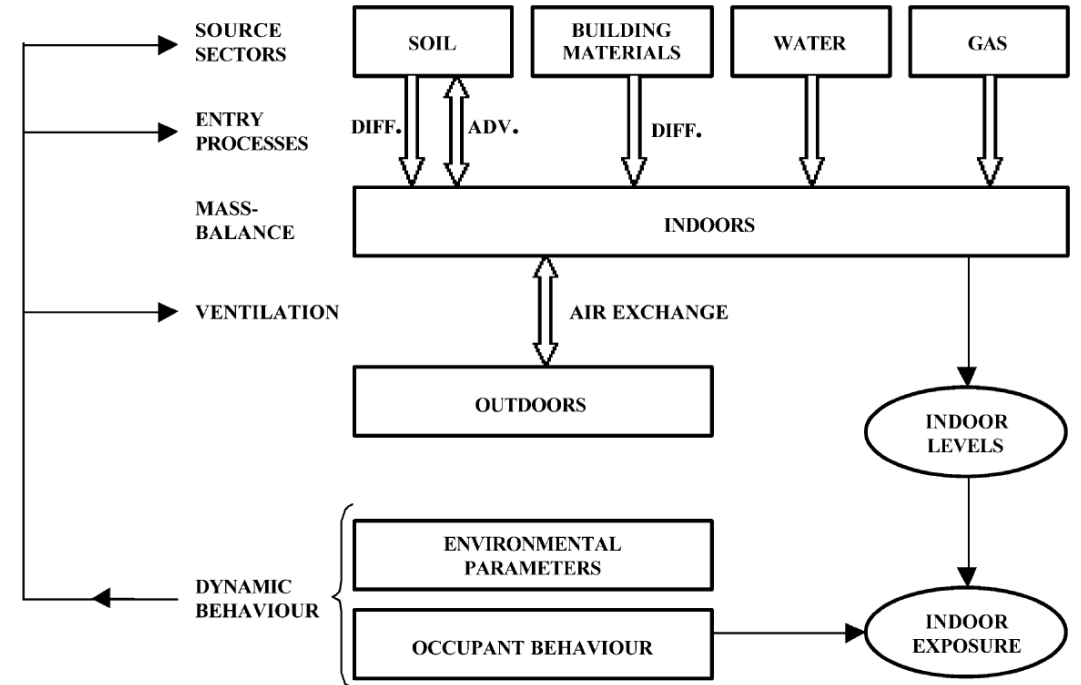 SOURCE
SECTORS
SOIL
BUILDING
MATERIALS
WATER
GAS
ENTRY
PROCESSES
DIFF.
ADV.
DIFF.
MASS-
BALANCE
INDOORS
VENTILATION
AIR EXCHANGE
OUTDOORS
INDOOR
LEVELS
DYNAMIC
BEHAVIOUR
ENVIRONMENTAL
PARAMETERS
OCCUPANT BEHAVIOUR
INDOOR
EXPOSURE